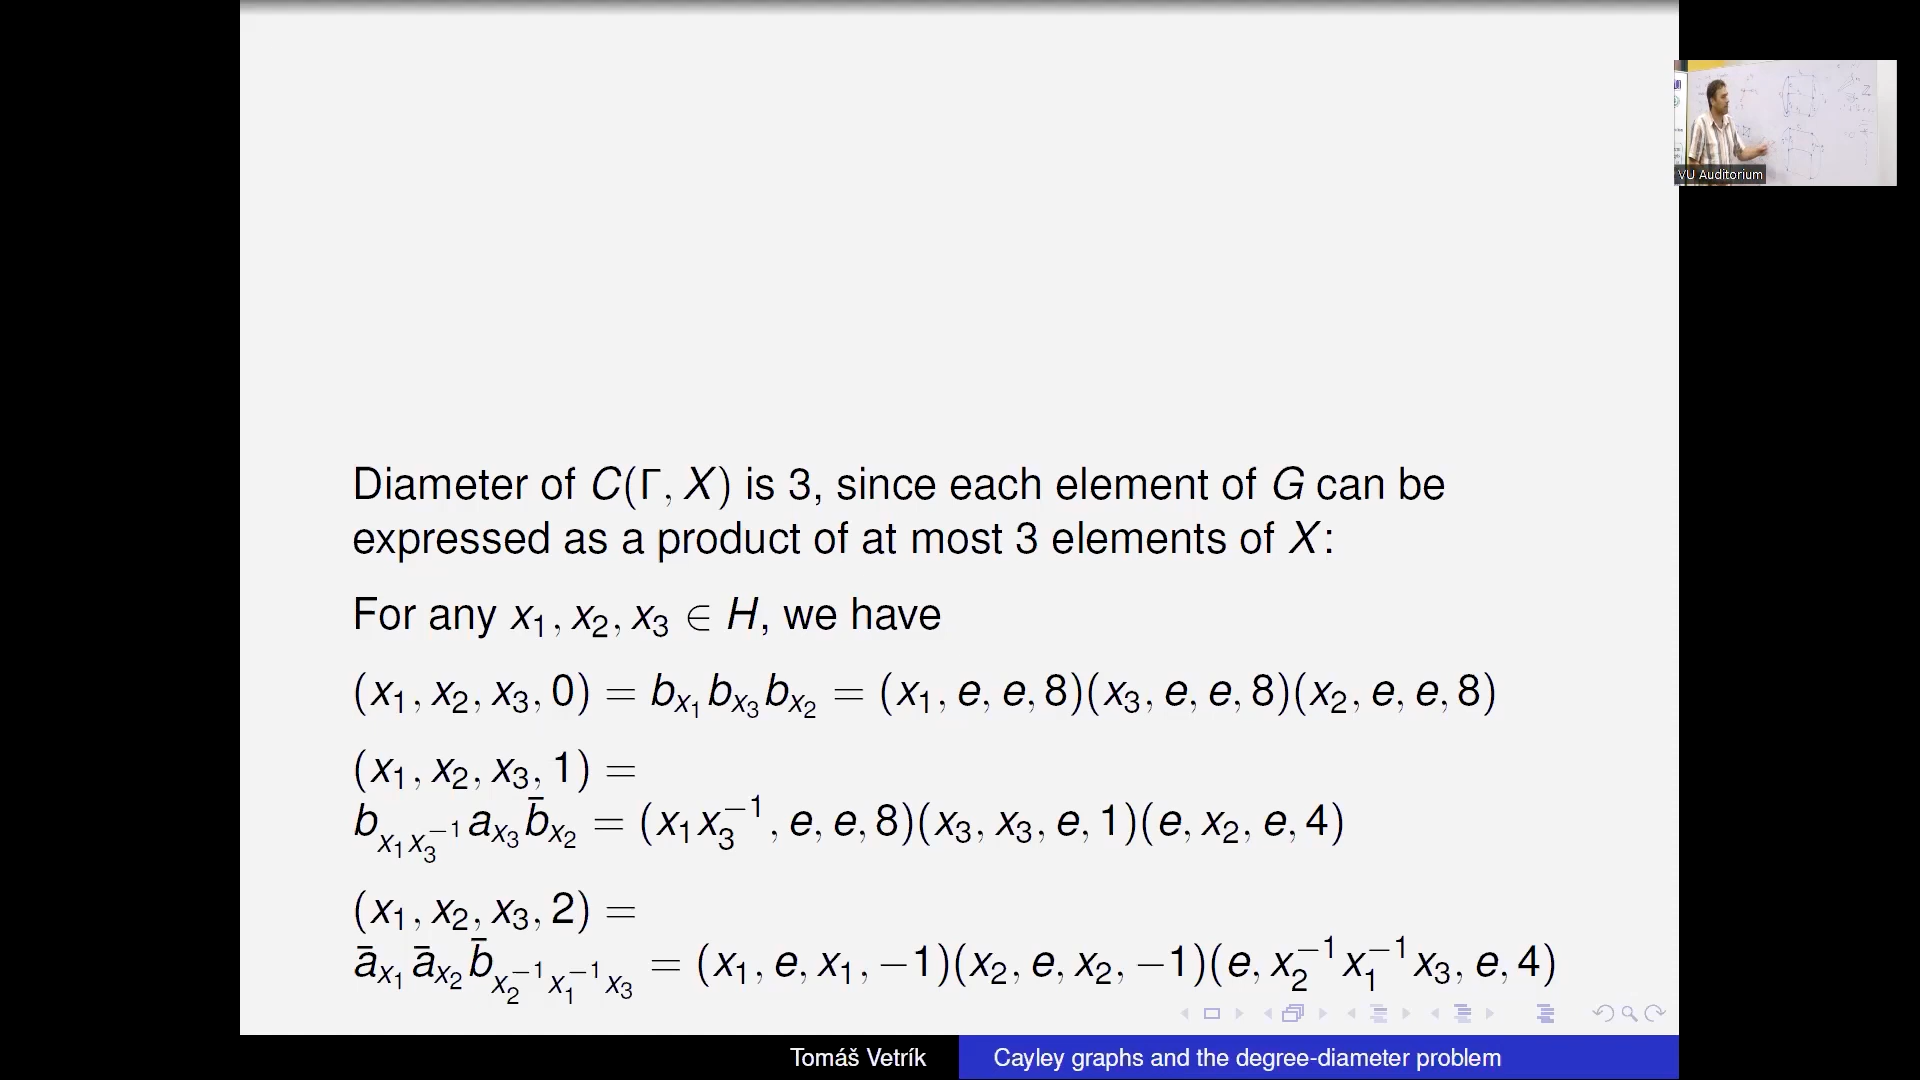 Diameter of C(Γ, X) is 3, since each element of G can be
expressed as a product of at most 3 elements of X:
For any x₁, x₂, x₃ ∈ H, we have
(x₁, x₂, x₃, 0) = b_{x₁} b_{x₃} b_{x₂} = (x₁, e, e, 8)(x₃, e, e, 8)(x₂, e, e, 8)
(x₁, x₂, x₃, 1) =
b_{x₁x₃⁻¹} a_{x₃} b̄_{x₂} = (x₁x₃⁻¹, e, e, 8)(x₃, x₃, e, 1)(e, x₂, e, 4)
(x₁, x₂, x₃, 2) =
ā_{x₁} ā_{x₂} b̄_{x₂⁻¹x₁⁻¹x₃} = (x₁, e, x₁, −1)(x₂, e, x₂, −1)(e, x₂⁻¹x₁⁻¹x₃, e, 4)
Tomáš Vetrík
Cayley graphs and the degree-diameter problem
VU Auditorium